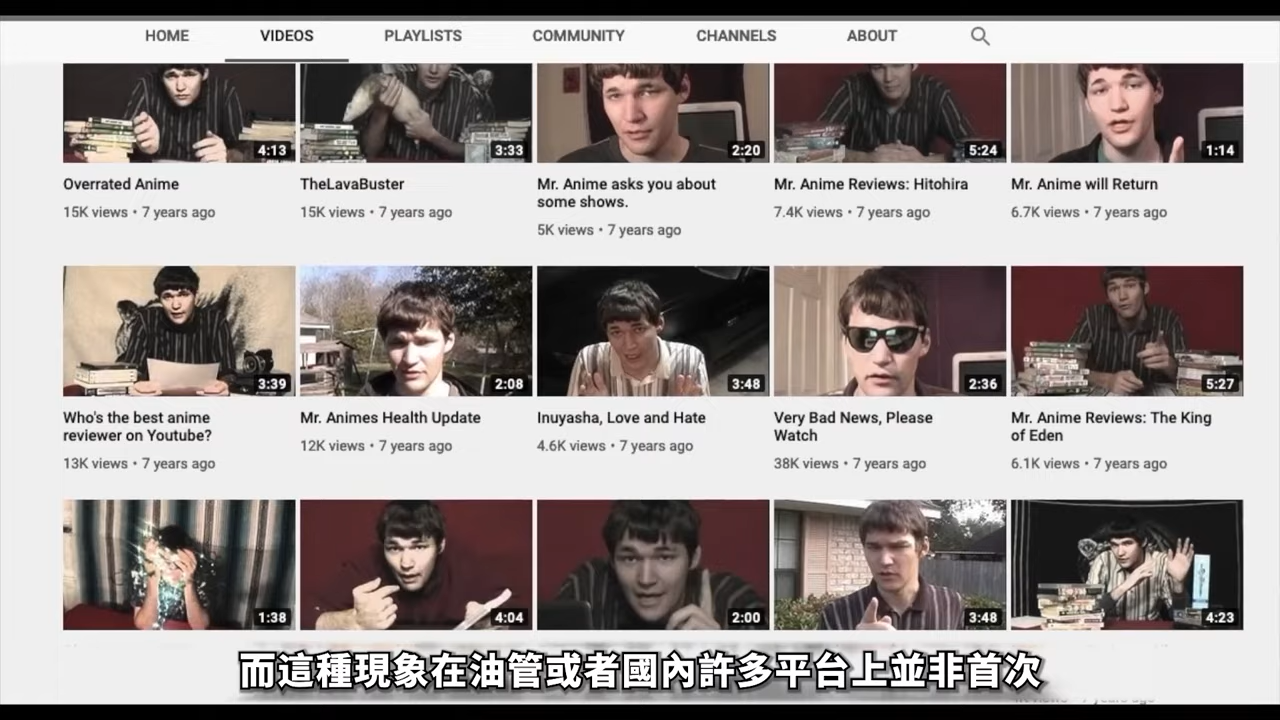 HOME VIDEOS PLAYLISTS COMMUNITY CHANNELS ABOUT
4:13 3:33 2:20 5:24 1:14
Overrated Anime
15K views • 7 years ago
TheLavaBuster
15K views • 7 years ago
Mr. Anime asks you about
some shows.
5K views • 7 years ago
Mr. Anime Reviews: Hitohira
7.4K views • 7 years ago
Mr. Anime will Return
6.7K views • 7 years ago
3:39 2:08 3:48 2:36 5:27
Who's the best anime
reviewer on Youtube?
13K views • 7 years ago
Mr. Animes Health Update
12K views • 7 years ago
Inuyasha, Love and Hate
4.6K views • 7 years ago
Very Bad News, Please
Watch
38K views • 7 years ago
Mr. Anime Reviews: The King
of Eden
6.1K views • 7 years ago
1:38 4:04 2:00 3:48 4:23
而這種現象在油管或者國內許多平台上並非首次